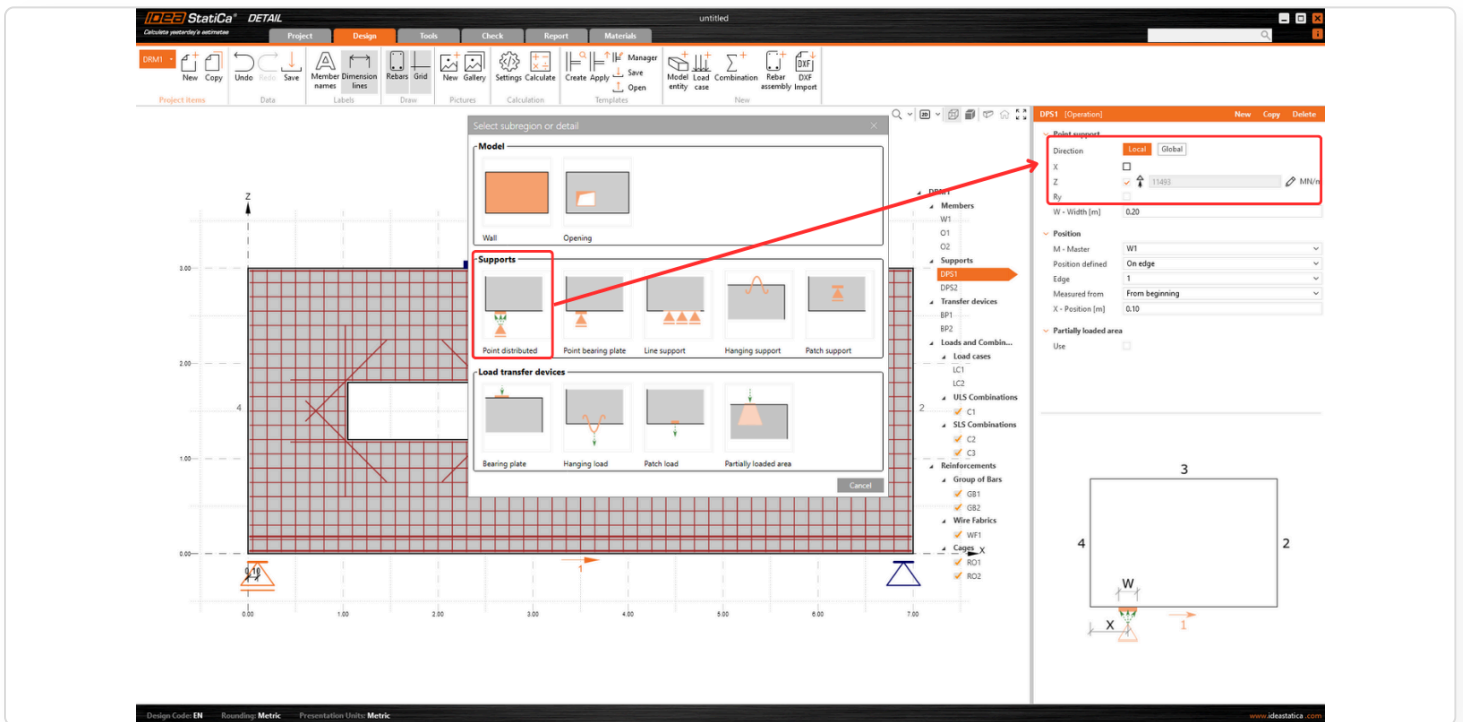 IDEA StatiCa® DETAIL
untitled
Calculate yesterday's estimates
Project Design Tools Check Report Materials
DRM1
New Copy Undo Redo Save Member names Dimension lines Rebars Grid New Gallery Settings Calculate Create Apply Manager Save Open Model entity Load case Combination Rebar assembly DXF Import
Project Items Data Labels Draw Pictures Calculation Templates New
Select subregion or detail
Model
Wall Opening
Supports
Point distributed Point bearing plate Line support Hanging support Patch support
Load transfer devices
Bearing plate Hanging load Patch load Partially loaded area
Cancel
Z
3.00
2.00
1.00
0.00
4
2
1
X
0.10
0.00 1.00 2.00 3.00 4.00 5.00 6.00 7.00
DRM1
Members
W1
O1
O2
Supports
DPS1
DPS2
Transfer devices
BP1
BP2
Loads and Combin...
Load cases
LC1
LC2
ULS Combinations
C1
SLS Combinations
C2
C3
Reinforcements
Group of Bars
GB1
GB2
Wire Fabrics
WF1
Cages
RO1
RO2
DPS1 [Operation] New Copy Delete
Point support
Direction Local Global
X
Z 11493 MN/m
Ry
W - Width [m] 0.20
Position
M - Master W1
Position defined On edge
Edge 1
Measured from From beginning
X - Position [m] 0.10
Partially loaded area
Use
3
4
2
W
X
1
Design Code: EN Rounding: Metric Presentation Units: Metric
www.ideastatica.com